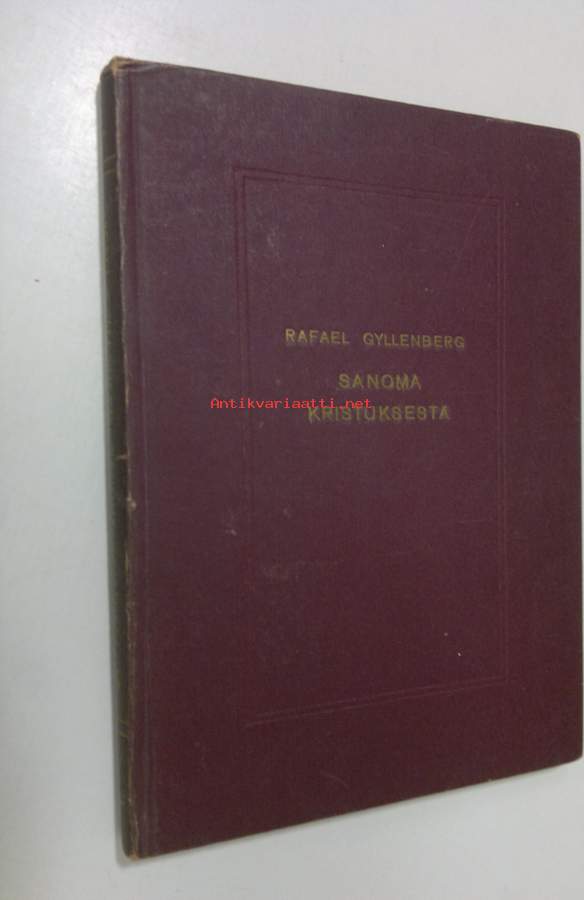 RAFAEL GYLLENBERG
SANOMA
Antikvariaatti.net
KRISTUKSESTA